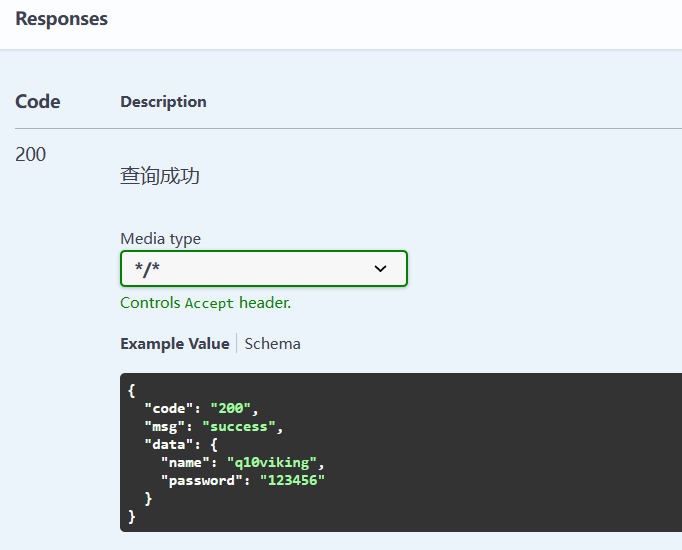 Responses
Code Description
200
查询成功
Media type
*/*
Controls Accept header.
Example Value Schema
{
"code": "200",
"msg": "success",
"data": {
"name": "q10viking",
"password": "123456"
}
}